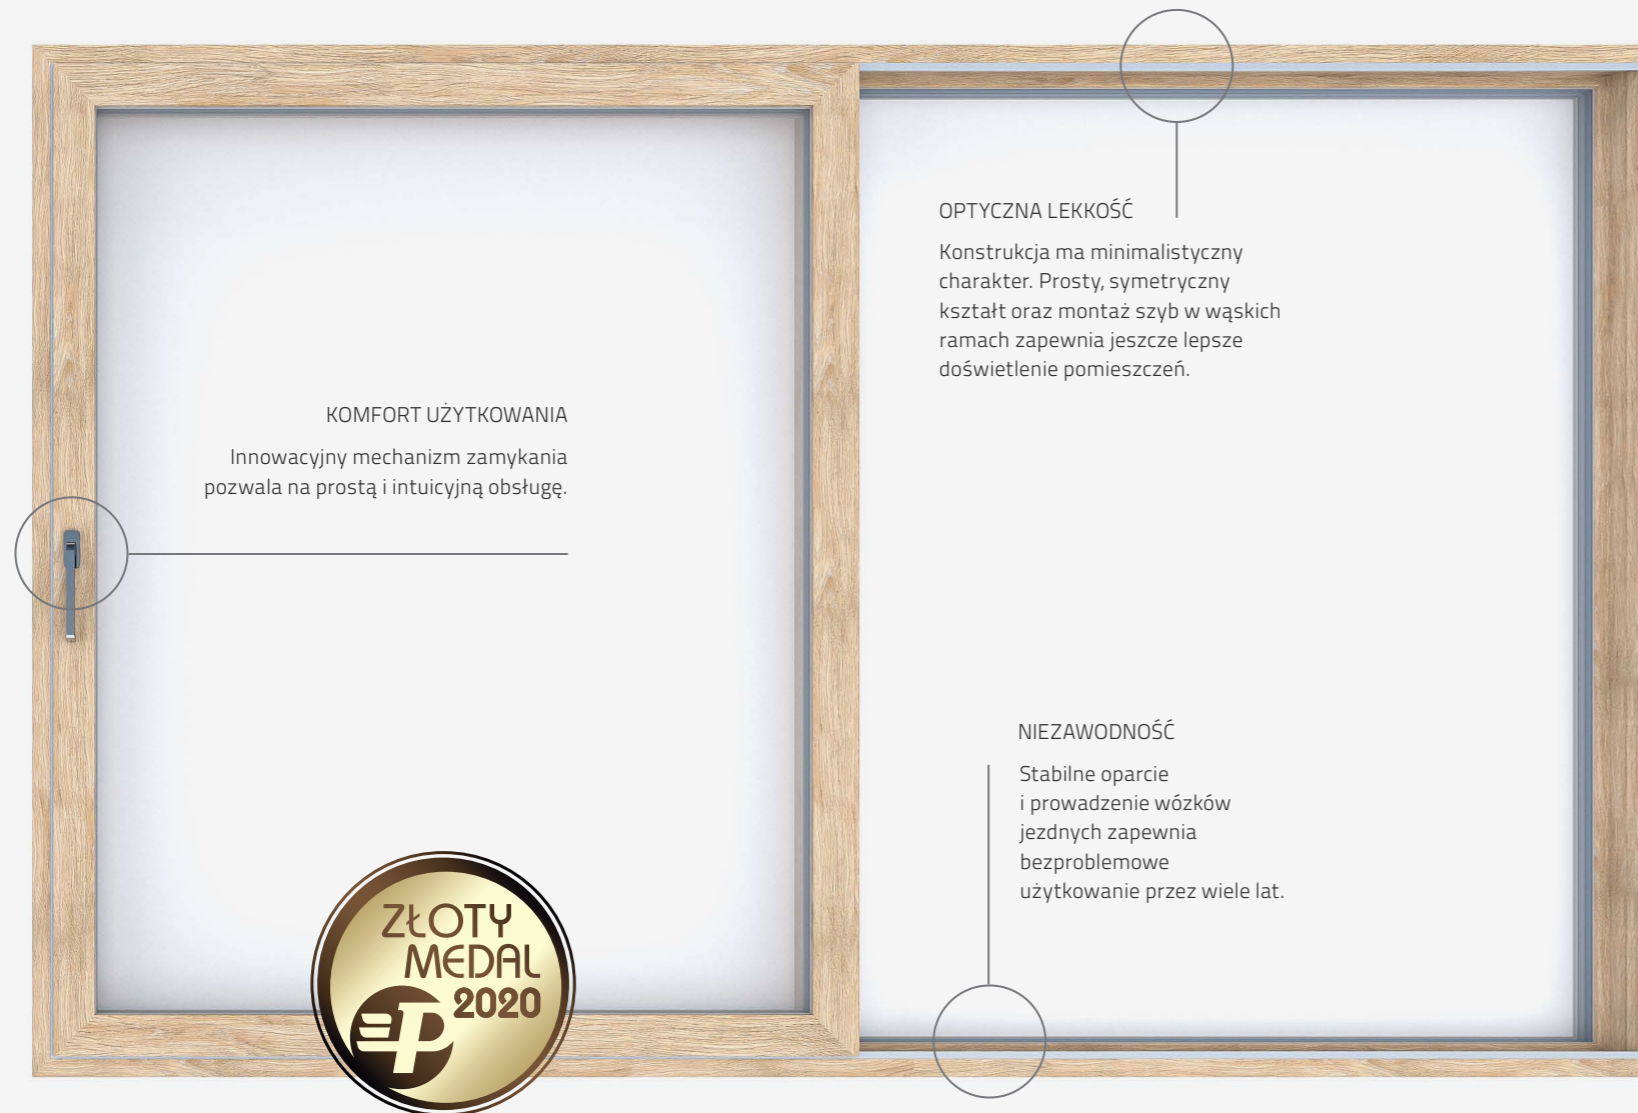 OPTYCZNA LEKKOŚĆ
Konstrukcja ma minimalistyczny
charakter. Prosty, symetryczny
kształt oraz montaż szyb w wąskich
ramach zapewnia jeszcze lepsze
doświetlenie pomieszczeń.
KOMFORT UŻYTKOWANIA
Innowacyjny mechanizm zamykania
pozwala na prostą i intuicyjną obsługę.
NIEZAWODNOŚĆ
Stabilne oparcie
i prowadzenie wózków
jezdnych zapewnia
bezproblemowe
użytkowanie przez wiele lat.
ZŁOTY
MEDAL
2020